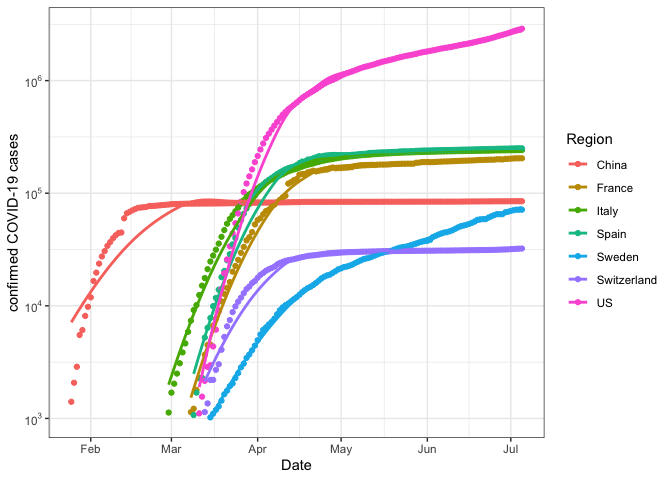 confirmed COVID-19 cases
10⁶
10⁵
10⁴
10³
Feb
Mar
Apr
May
Jun
Jul
Date
Region
China
France
Italy
Spain
Sweden
Switzerland
US